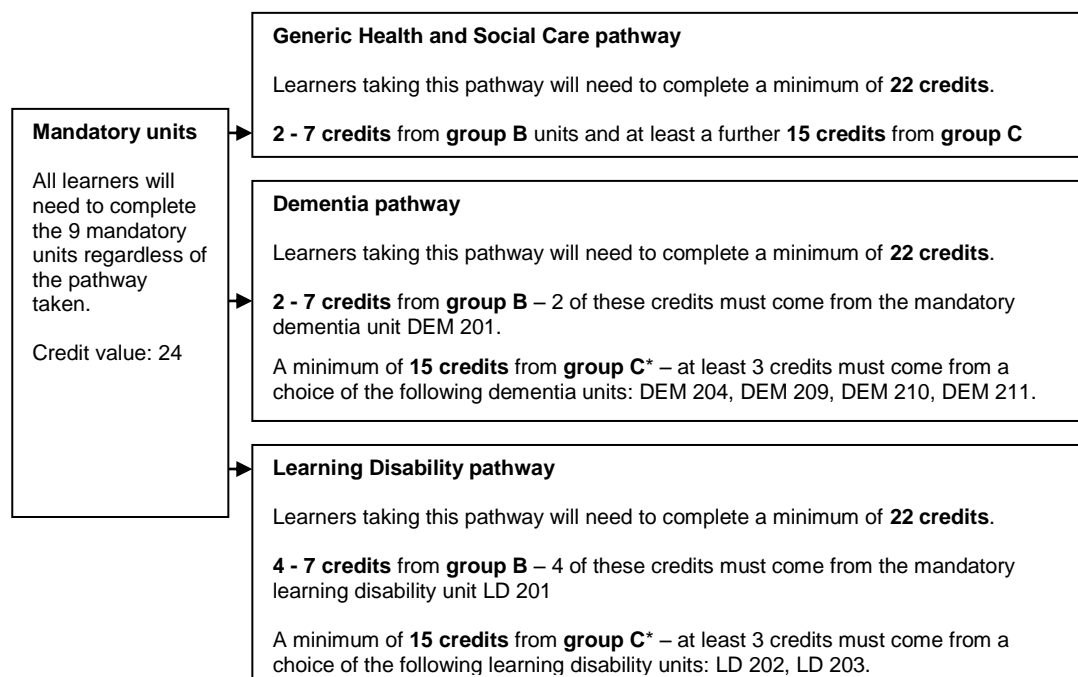 Mandatory units
All learners will
need to complete
the 9 mandatory
units regardless of
the pathway
taken.
Credit value: 24
Generic Health and Social Care pathway
Learners taking this pathway will need to complete a minimum of 22 credits.
2 - 7 credits from group B units and at least a further 15 credits from group C
Dementia pathway
Learners taking this pathway will need to complete a minimum of 22 credits.
2 - 7 credits from group B – 2 of these credits must come from the mandatory
dementia unit DEM 201.
A minimum of 15 credits from group C* – at least 3 credits must come from a
choice of the following dementia units: DEM 204, DEM 209, DEM 210, DEM 211.
Learning Disability pathway
Learners taking this pathway will need to complete a minimum of 22 credits.
4 - 7 credits from group B – 4 of these credits must come from the mandatory
learning disability unit LD 201
A minimum of 15 credits from group C* – at least 3 credits must come from a
choice of the following learning disability units: LD 202, LD 203.